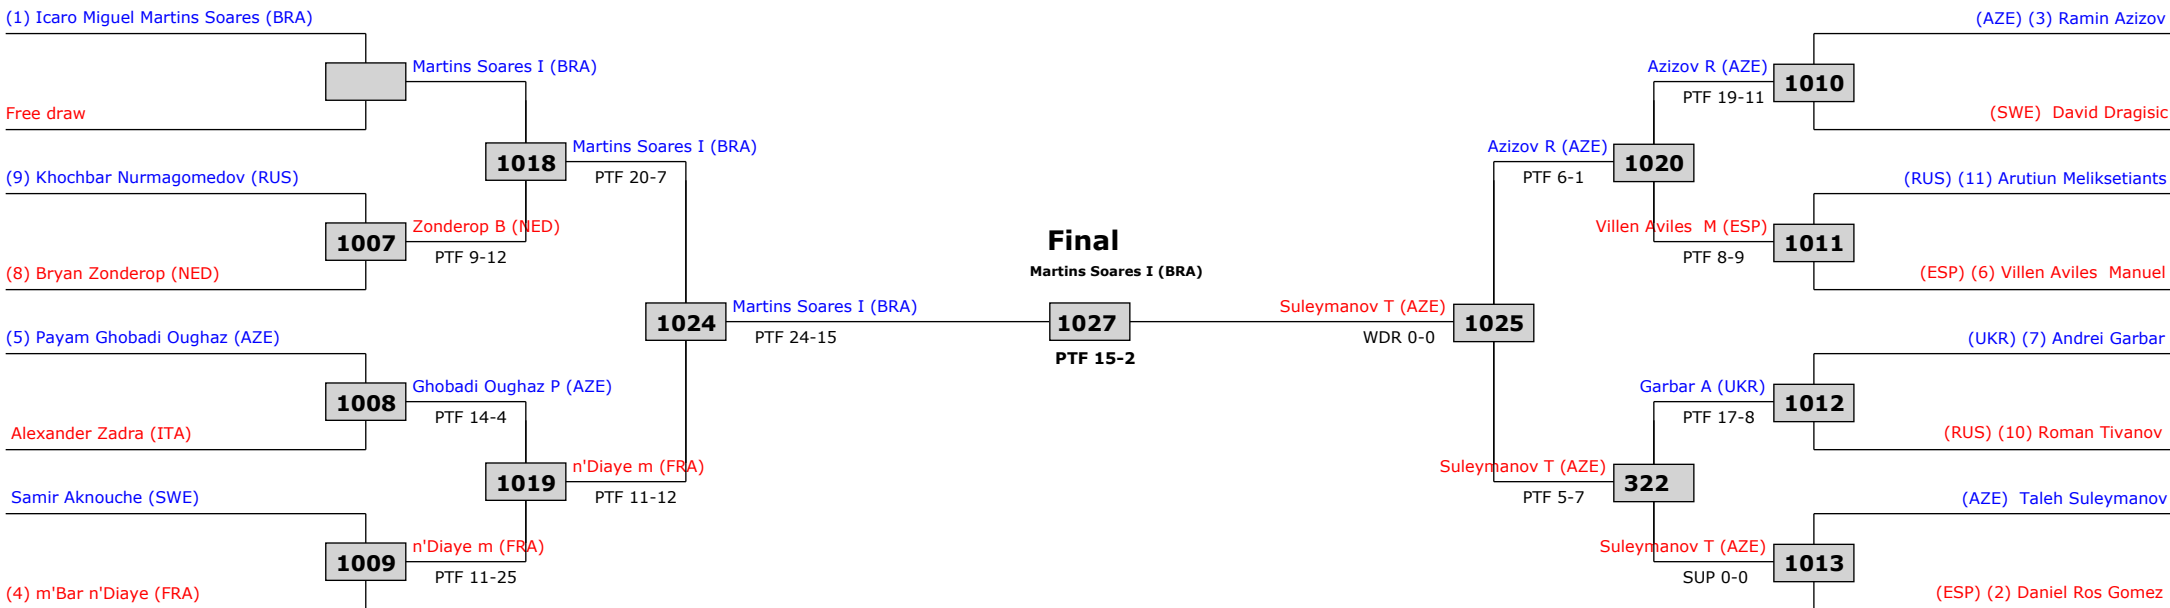 (1) Icaro Miguel Martins Soares (BRA)
Martins Soares I (BRA)
Free draw
1018
Martins Soares I (BRA)
PTF 20-7
(9) Khochbar Nurmagomedov (RUS)
1007
Zonderop B (NED)
PTF 9-12
(8) Bryan Zonderop (NED)
1024
Martins Soares I (BRA)
PTF 24-15
(5) Payam Ghobadi Oughaz (AZE)
1008
Ghobadi Oughaz P (AZE)
PTF 14-4
Alexander Zadra (ITA)
1019
n'Diaye m (FRA)
PTF 11-12
Samir Aknouche (SWE)
1009
n'Diaye m (FRA)
PTF 11-25
(4) m'Bar n'Diaye (FRA)
Final
Martins Soares I (BRA)
1027
PTF 15-2
(AZE) (3) Ramin Azizov
Azizov R (AZE)
1010
PTF 19-11
(SWE)  David Dragisic
Azizov R (AZE)
1020
PTF 6-1
(RUS) (11) Arutiun Meliksetiants
Villen Aviles  M (ESP)
1011
PTF 8-9
(ESP) (6) Villen Aviles  Manuel
Suleymanov T (AZE)
1025
WDR 0-0
(UKR) (7) Andrei Garbar
Garbar A (UKR)
1012
PTF 17-8
(RUS) (10) Roman Tivanov
Suleymanov T (AZE)
322
PTF 5-7
(AZE)  Taleh Suleymanov
Suleymanov T (AZE)
1013
SUP 0-0
(ESP) (2) Daniel Ros Gomez